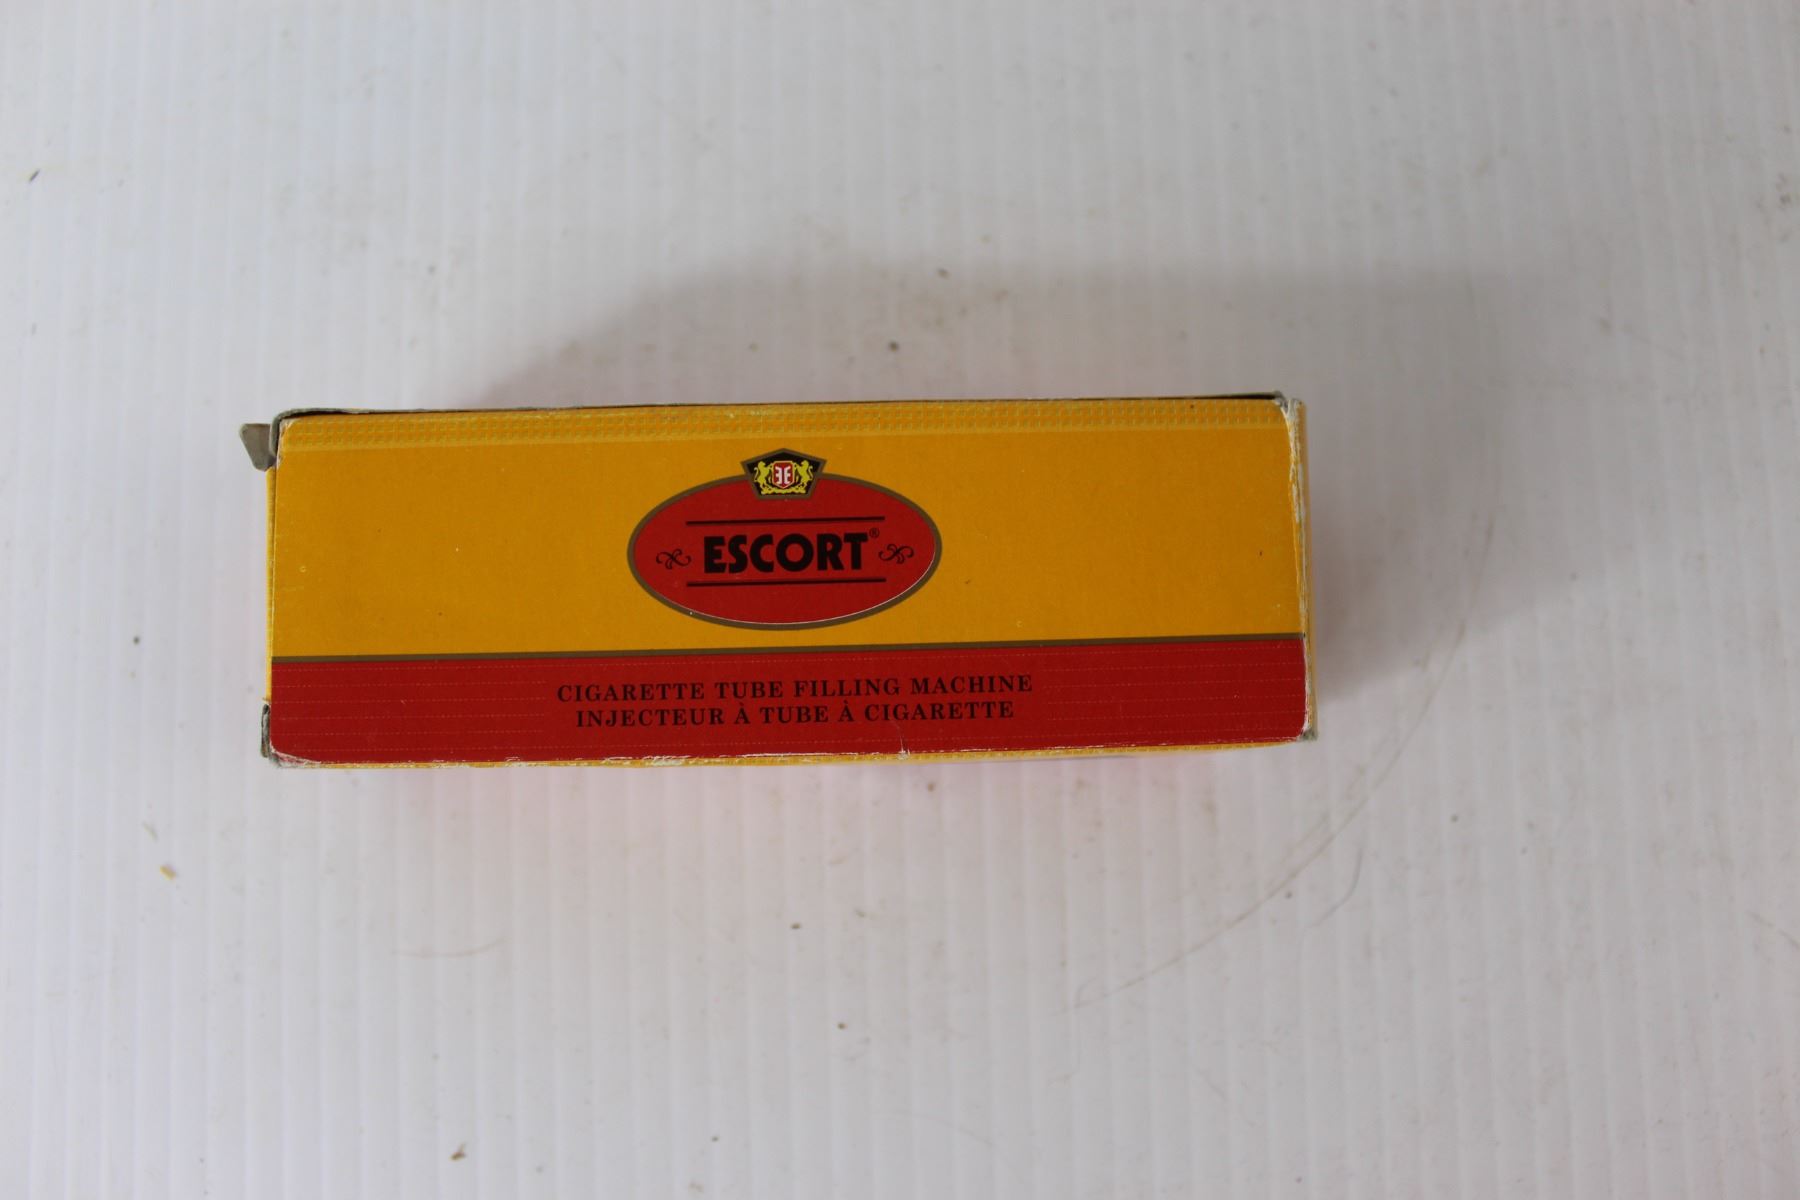 ESCORT®
CIGARETTE TUBE FILLING MACHINE
INJECTEUR À TUBE À CIGARETTE